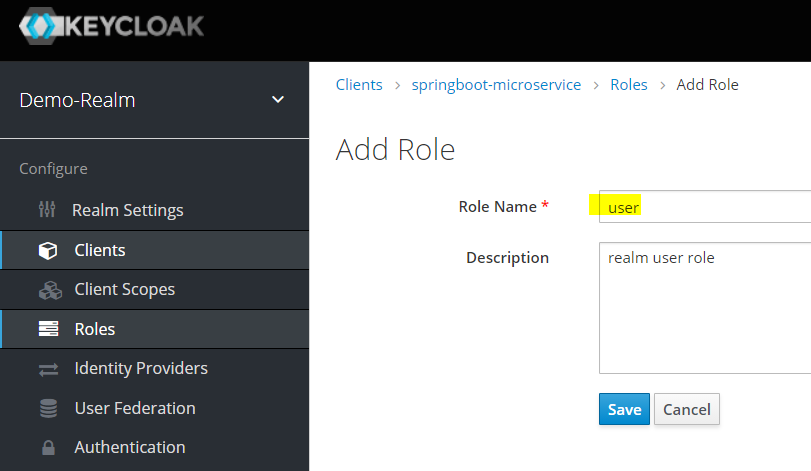 KEYCLOAK
Demo-Realm
Configure
Realm Settings
Clients
Client Scopes
Roles
Identity Providers
User Federation
Authentication
Clients > springboot-microservice > Roles > Add Role
Add Role
Role Name * user
Description realm user role
Save Cancel